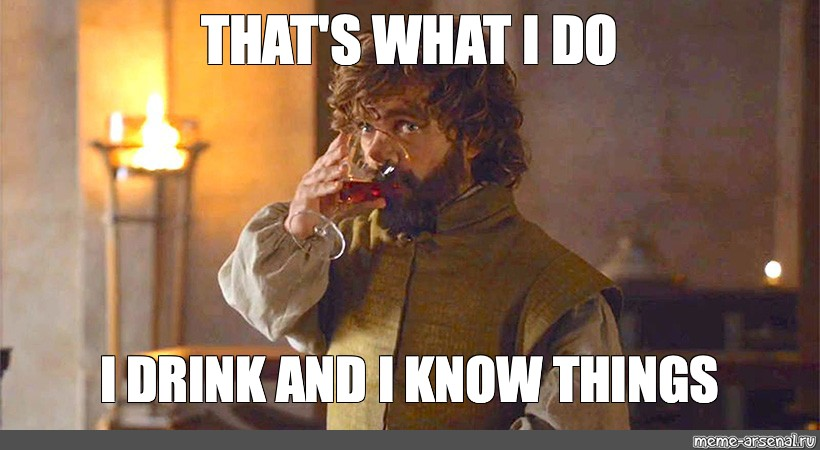 THAT'S WHAT I DO
I DRINK AND I KNOW THINGS
meme-arsenal.ru